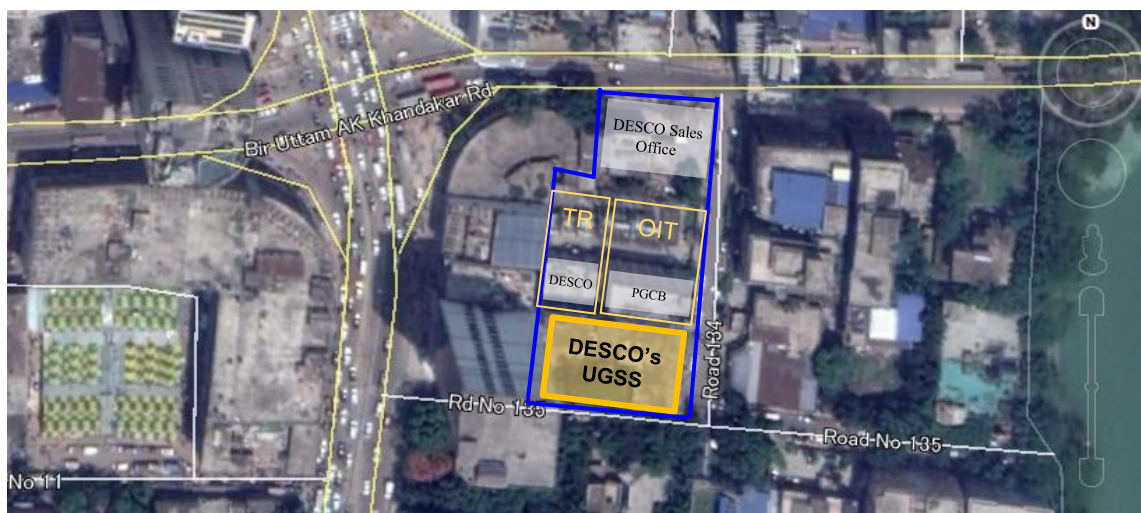 N
Bir Uttam AK Khandakar Rd
DESCO Sales
Office
TR
OIT
DESCO
PGCB
DESCO's
UGSS
Road 134
Rd No 135
Road No 135
No 11